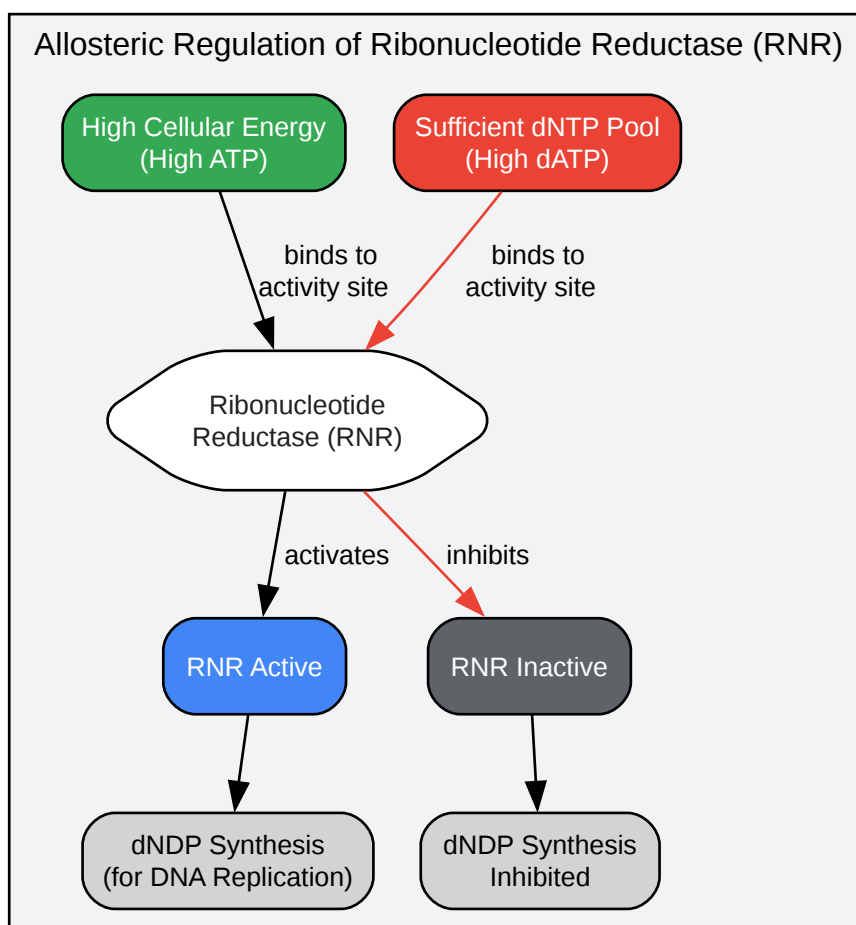 Allosteric Regulation of Ribonucleotide Reductase (RNR)
High Cellular Energy
(High ATP)
Sufficient dNTP Pool
(High dATP)
binds to
activity site
binds to
activity site
Ribonucleotide
Reductase (RNR)
activates
inhibits
RNR Active
RNR Inactive
dNDP Synthesis
(for DNA Replication)
dNDP Synthesis
Inhibited